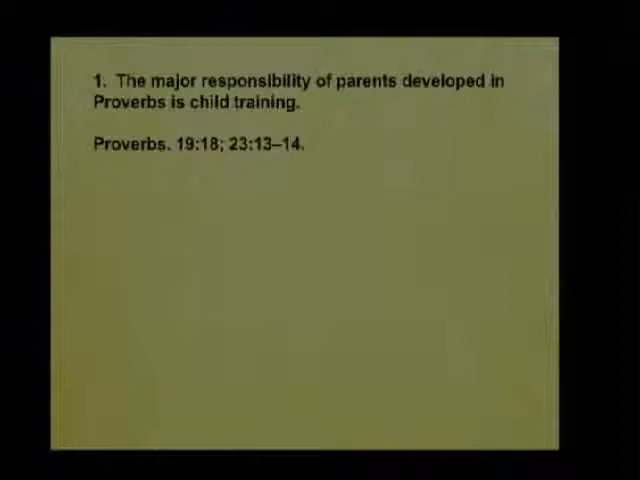 1. The major responsibility of parents developed in
Proverbs is child training.
Proverbs. 19:18; 23:13–14.